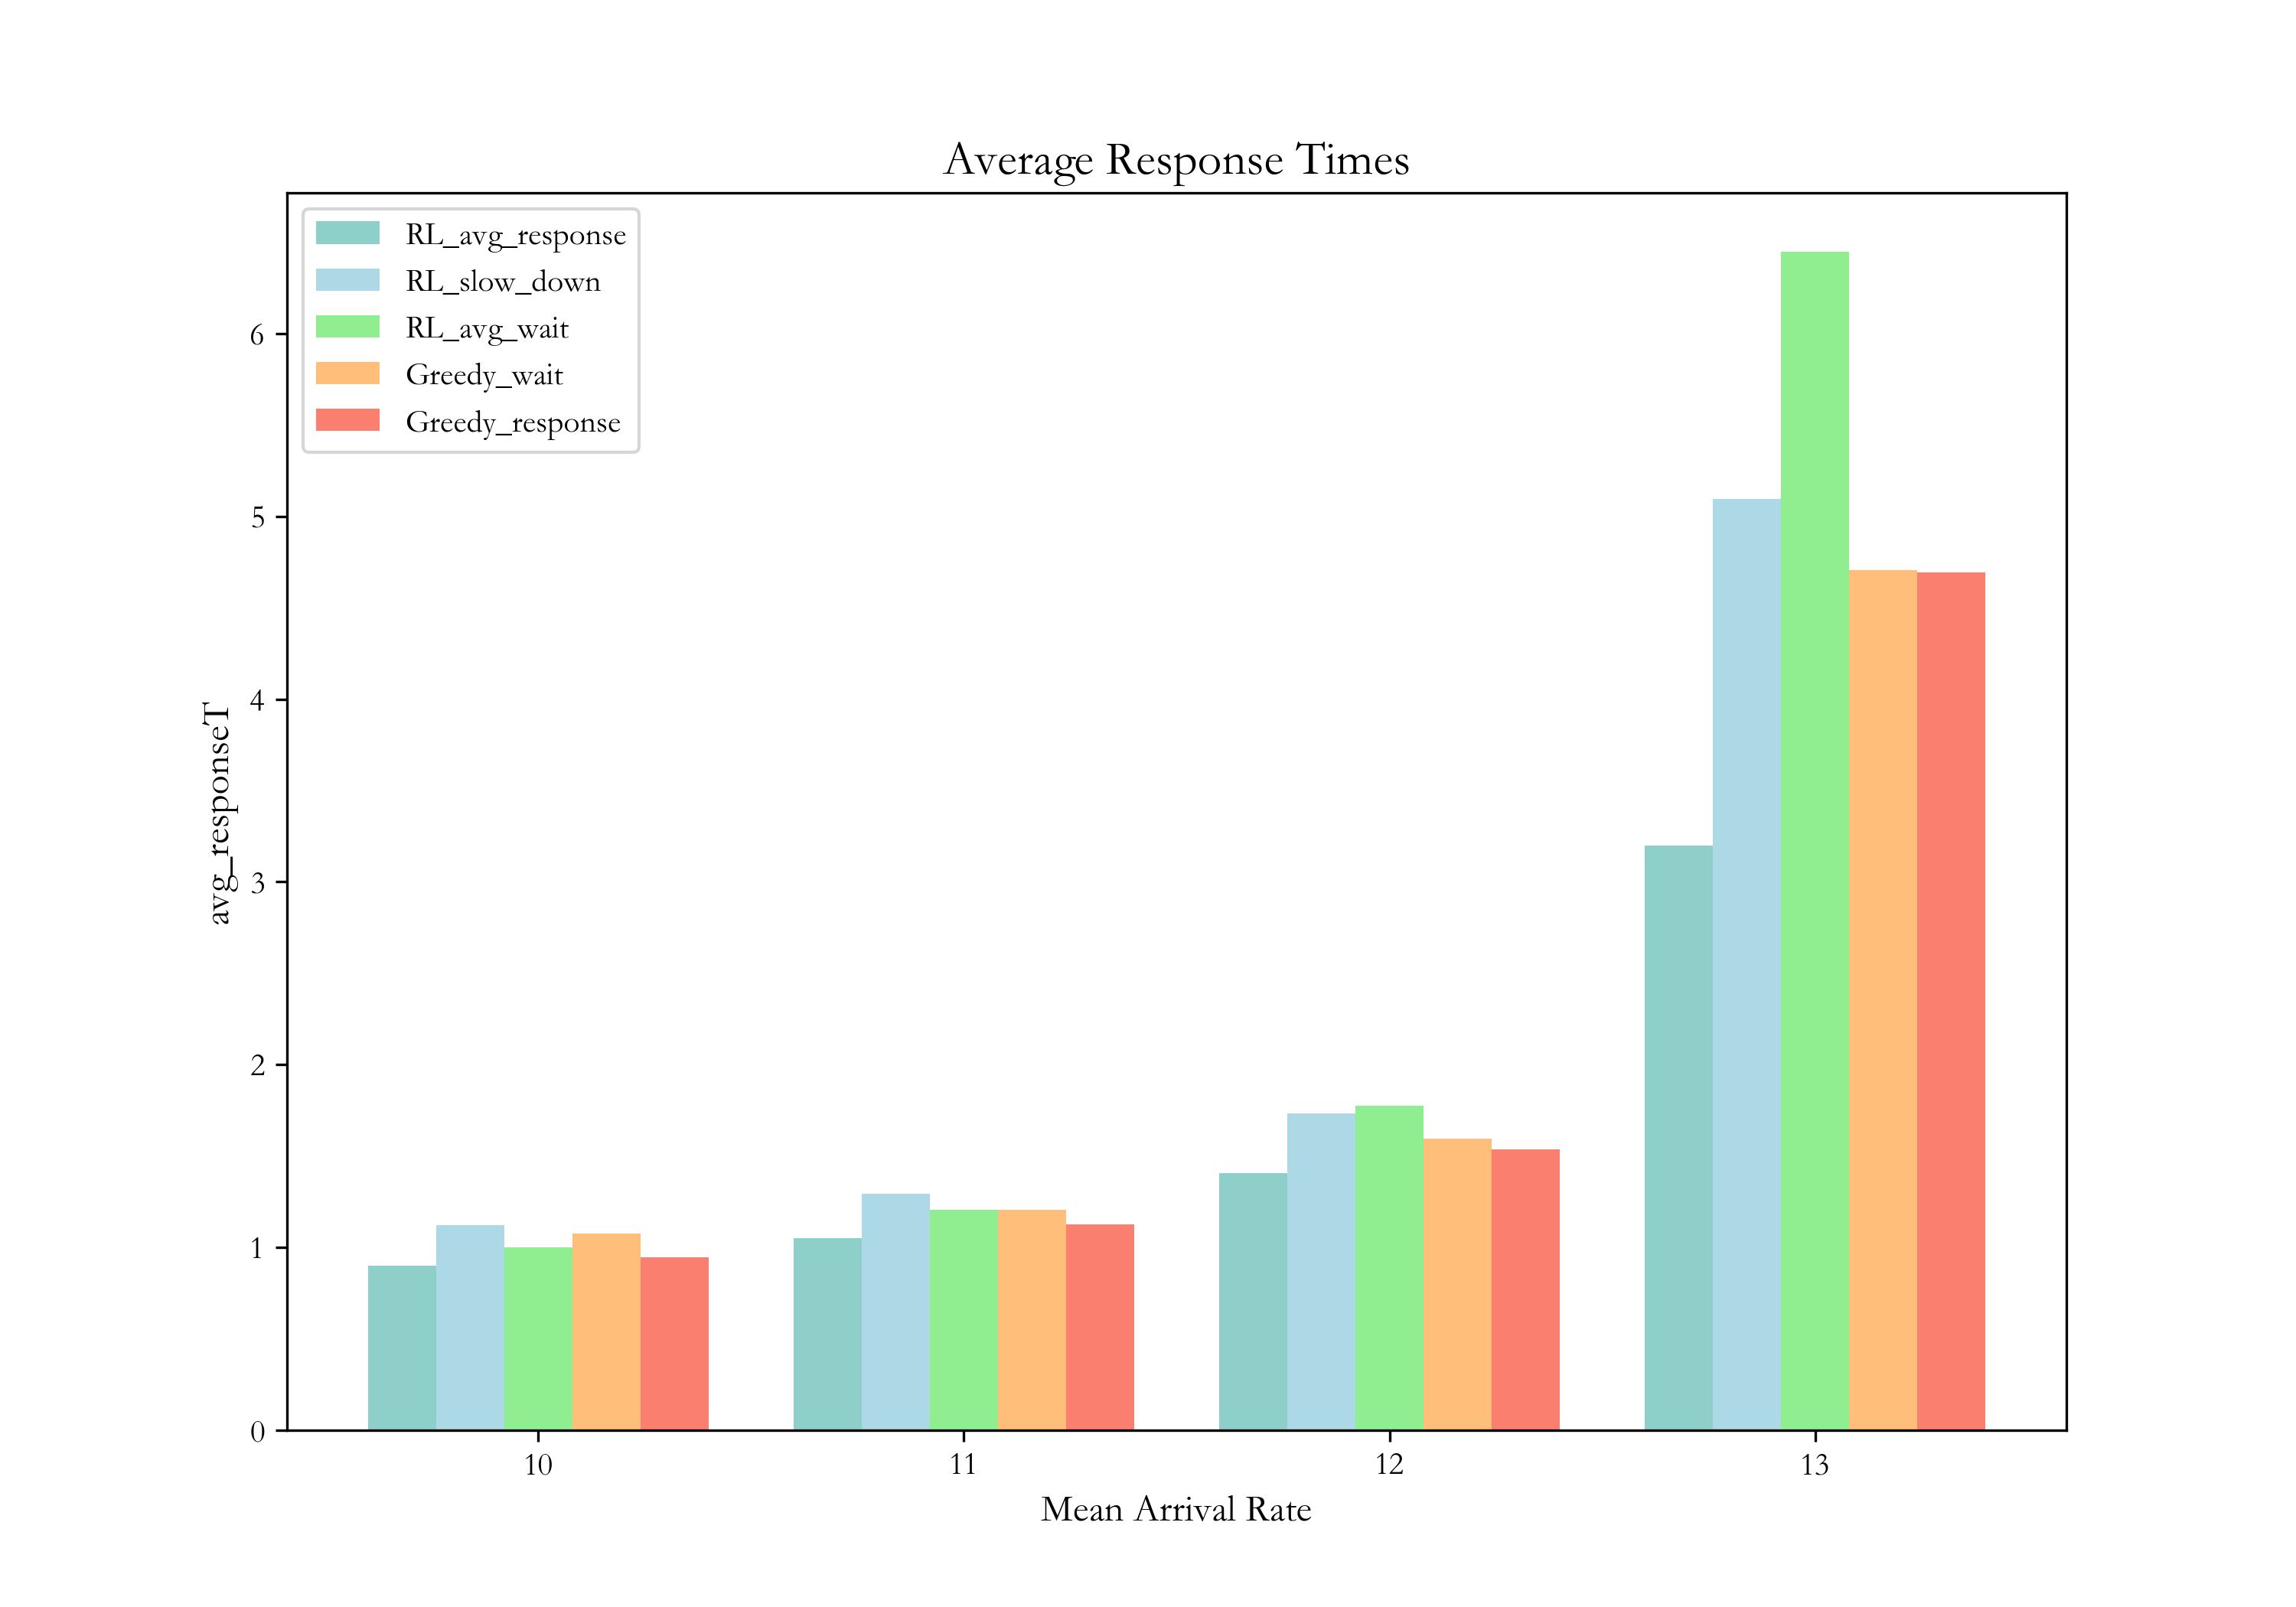 Average Response Times
RL_avg_response
RL_slow_down
RL_avg_wait
Greedy_wait
Greedy_response
6
5
4
3
2
1
0
avg_responseT
10 11 12 13
Mean Arrival Rate